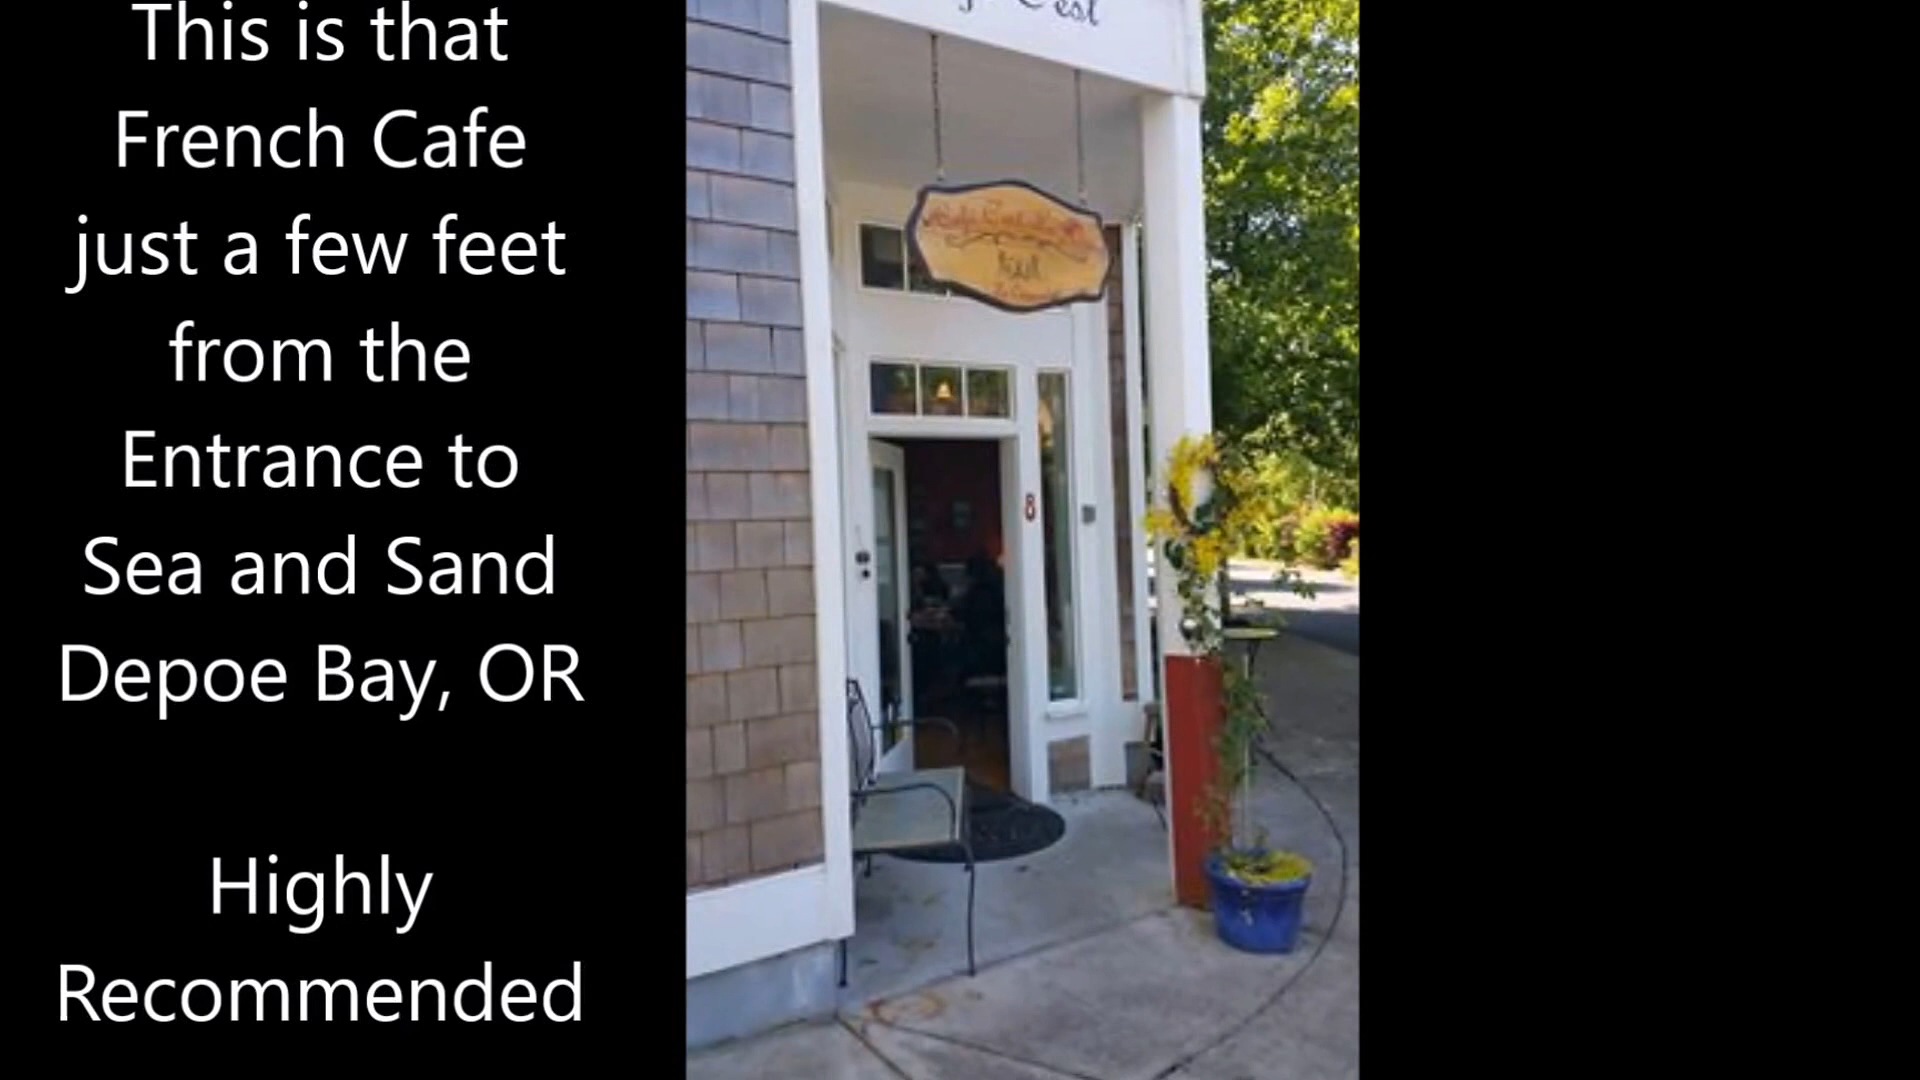 This is that
French Cafe
just a few feet
from the
Entrance to
Sea and Sand
Depoe Bay, OR
Highly
Recommended
est
8